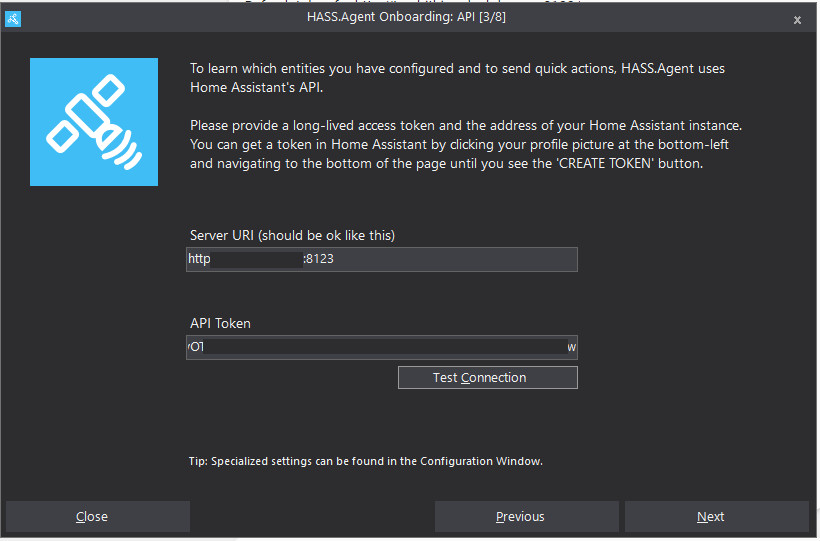 HASS.Agent Onboarding: API [3/8]
x
To learn which entities you have configured and to send quick actions, HASS.Agent uses
Home Assistant's API.
Please provide a long-lived access token and the address of your Home Assistant instance.
You can get a token in Home Assistant by clicking your profile picture at the bottom-left
and navigating to the bottom of the page until you see the 'CREATE TOKEN' button.
Server URI (should be ok like this)
http :8123
API Token
w
Test Connection
Tip: Specialized settings can be found in the Configuration Window.
Close
Previous
Next